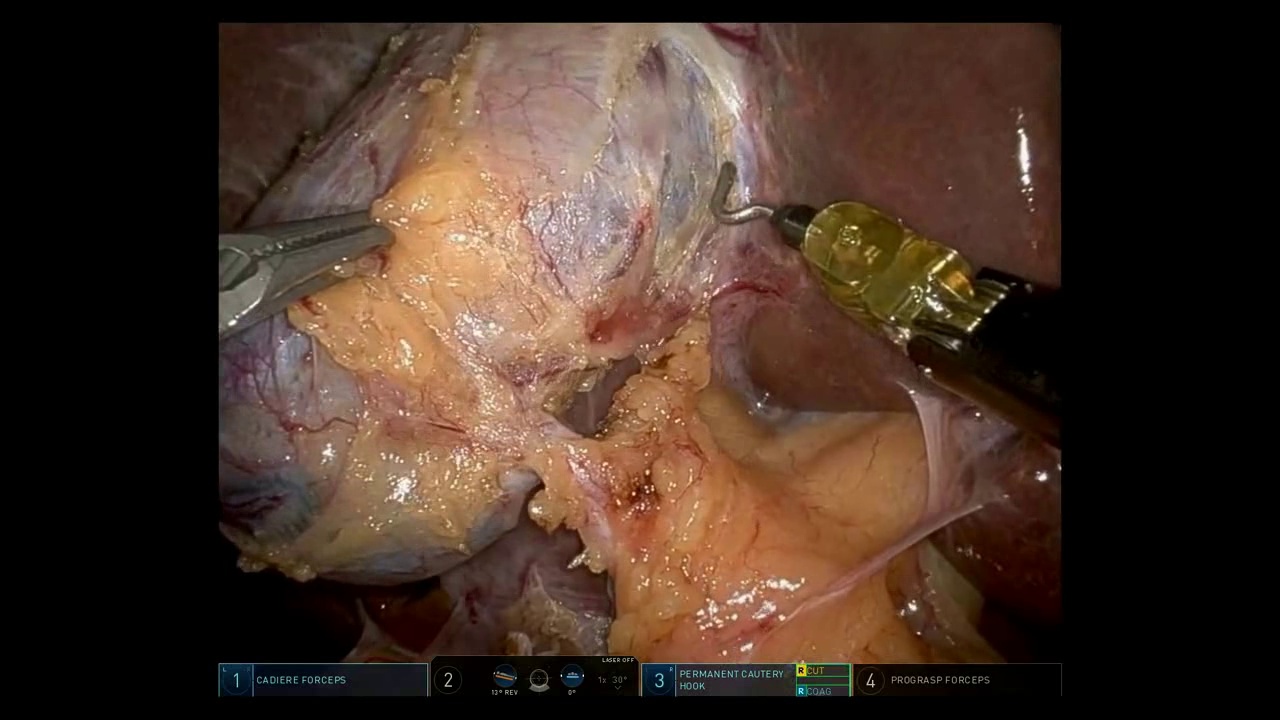 LASER OFF
1 CADIERE FORCEPS
2
13° REV
0°
1x 30°
3 PERMANENT CAUTERY
HOOK
R CUT
R COAG
4 PROGRASP FORCEPS